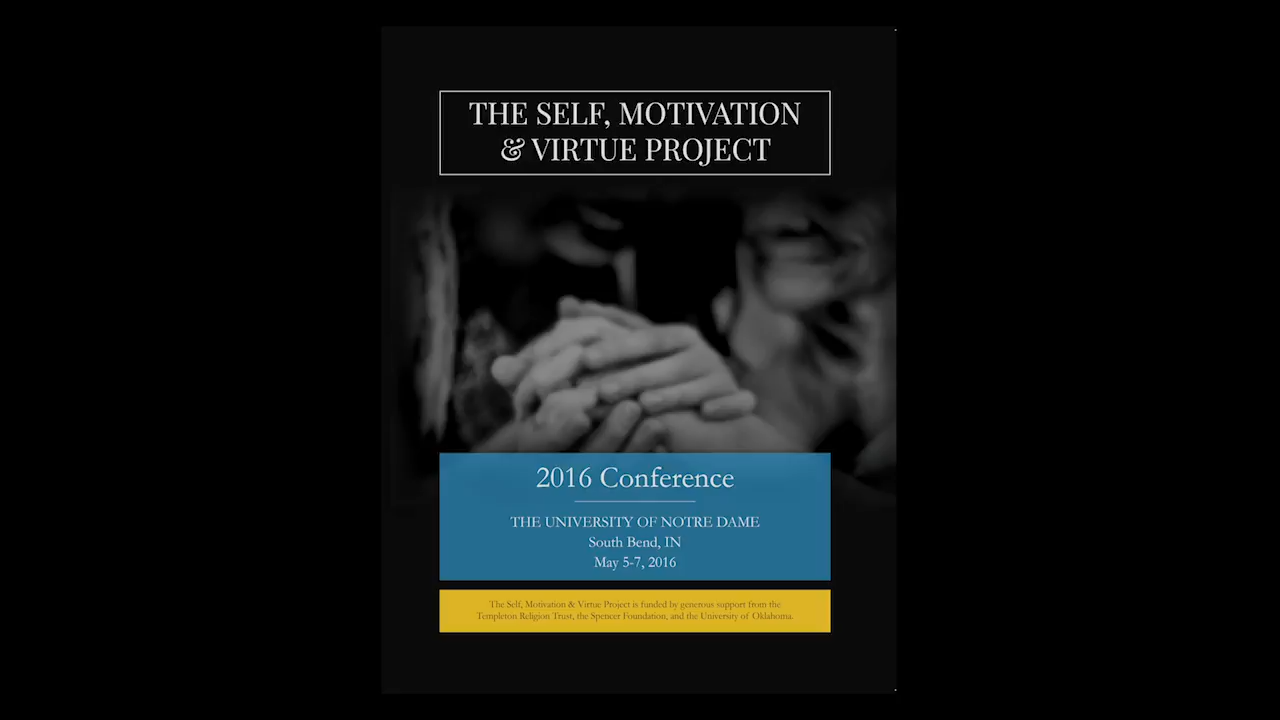 THE SELF, MOTIVATION
& VIRTUE PROJECT
2016 Conference
THE UNIVERSITY OF NOTRE DAME
South Bend, IN
May 5-7, 2016
The Self, Motivation & Virtue Project is funded by generous support from the
Templeton Religion Trust, the Spencer Foundation, and the University of Oklahoma.